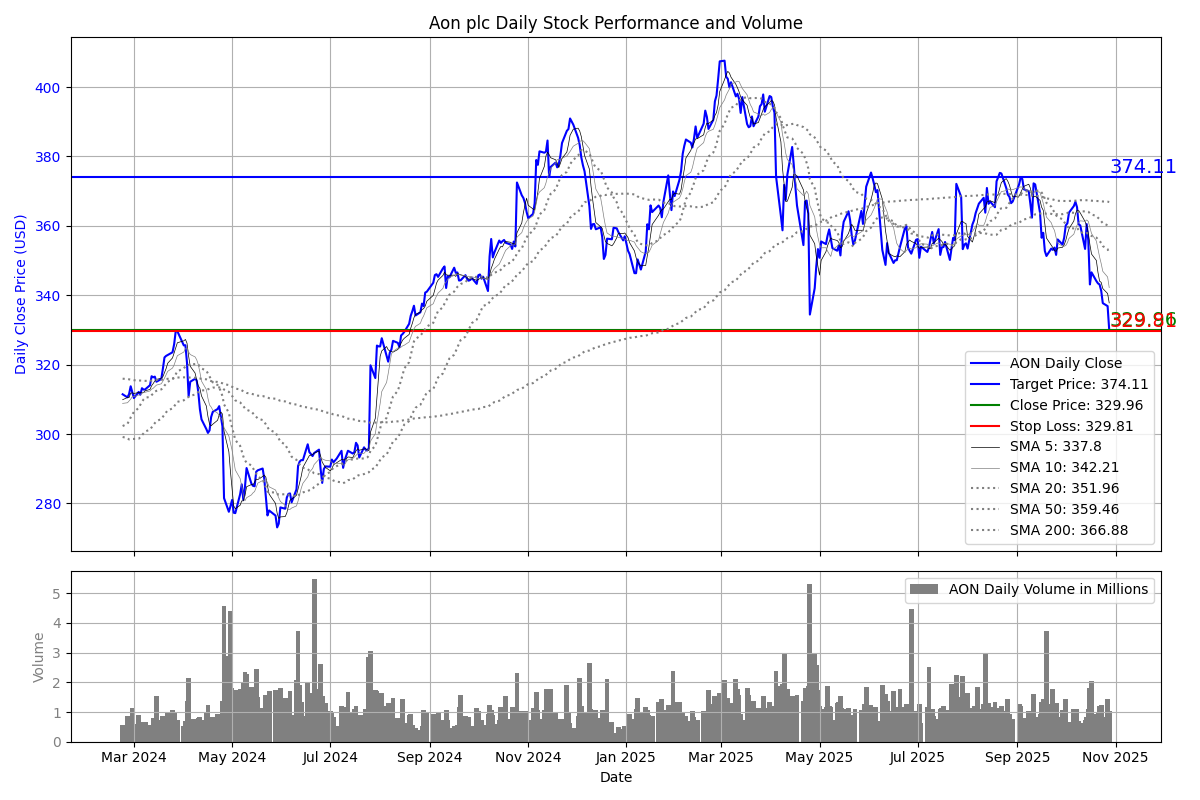 Aon plc Daily Stock Performance and Volume
Daily Close Price (USD)
400
380
360
340
320
300
280
374.11
329.96
329.81
AON Daily Close
Target Price: 374.11
Close Price: 329.96
Stop Loss: 329.81
SMA 5: 337.8
SMA 10: 342.21
SMA 20: 351.96
SMA 50: 359.46
SMA 200: 366.88
Volume
5
4
3
2
1
0
AON Daily Volume in Millions
Mar 2024 May 2024 Jul 2024 Sep 2024 Nov 2024 Jan 2025 Mar 2025 May 2025 Jul 2025 Sep 2025 Nov 2025
Date